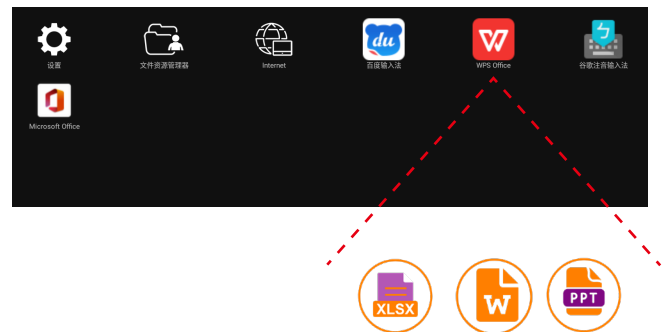 设置
文件资源管理器
Internet
du
百度输入法
W
WPS Office
ㄅ
谷歌注音输入法
Microsoft Office
XLSX
W
PPT